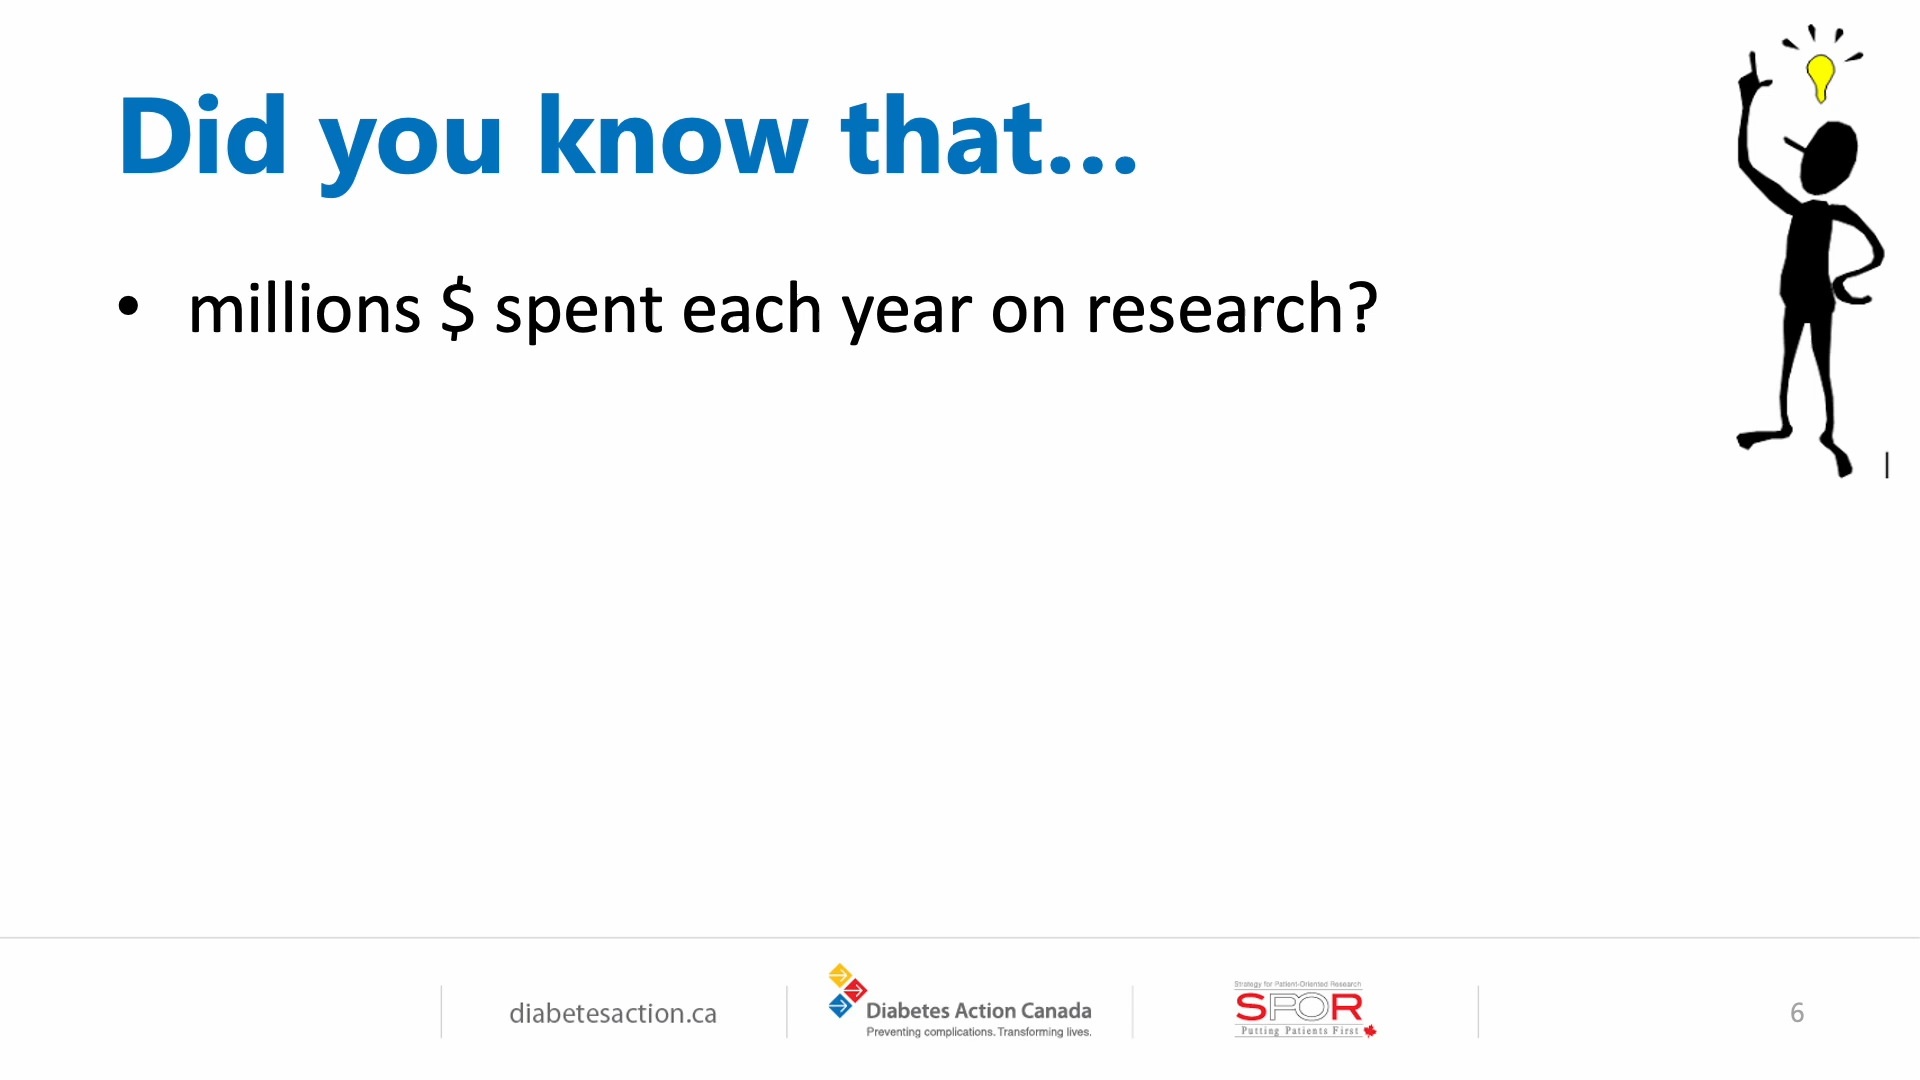 Did you know that...
• millions $ spent each year on research?
diabetesaction.ca
Diabetes Action Canada
Preventing complications. Transforming lives.
Strategy for Patient-Oriented Research
SPOR
Putting Patients First
6